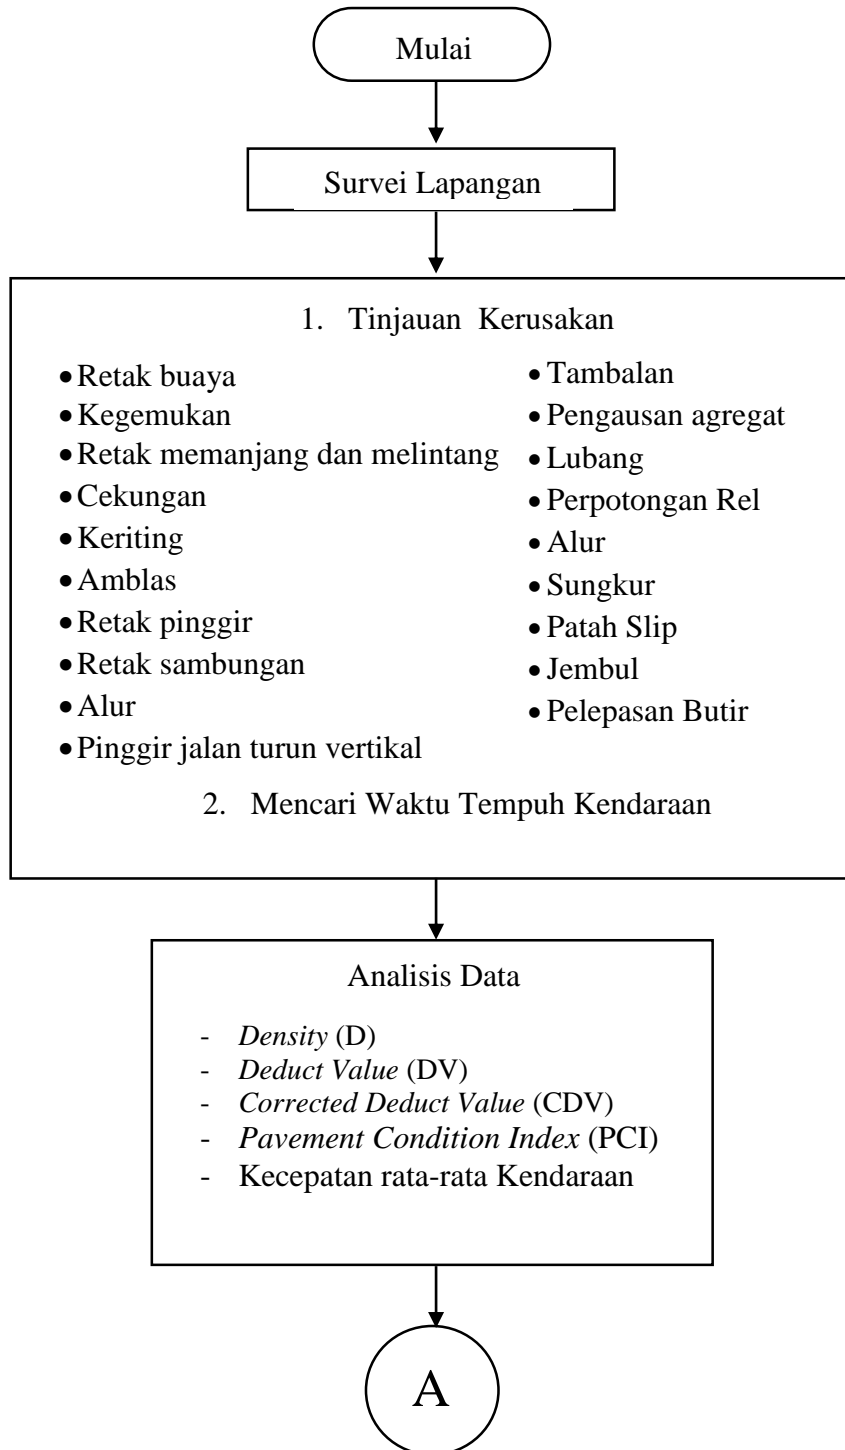 Mulai
Survei Lapangan
1. Tinjauan Kerusakan
• Retak buaya
• Kegemukan
• Retak memanjang dan melintang
• Cekungan
• Keriting
• Amblas
• Retak pinggir
• Retak sambungan
• Alur
• Pinggir jalan turun vertikal
• Tambalan
• Pengausan agregat
• Lubang
• Perpotongan Rel
• Alur
• Sungkur
• Patah Slip
• Jembul
• Pelepasan Butir
2. Mencari Waktu Tempuh Kendaraan
Analisis Data
- Density (D)
- Deduct Value (DV)
- Corrected Deduct Value (CDV)
- Pavement Condition Index (PCI)
- Kecepatan rata-rata Kendaraan
A